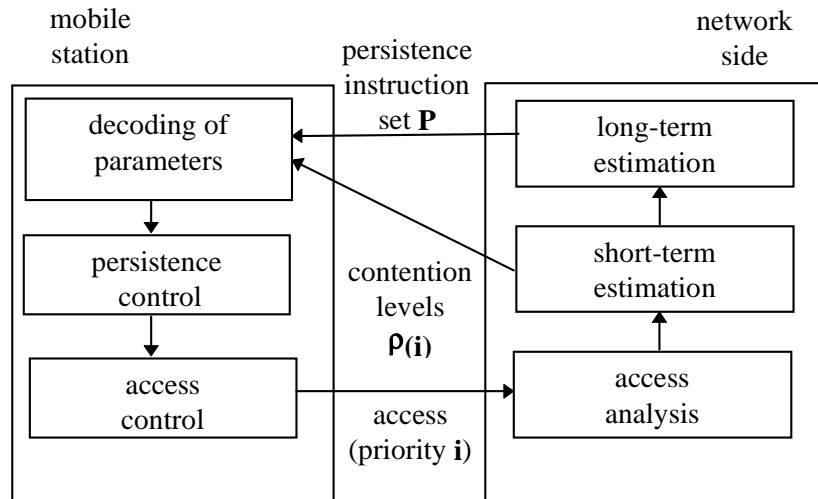 mobile
station
persistence
instruction
set P
network
side
decoding of
parameters
long-term
estimation
persistence
control
contention
levels
ρ(i)
short-term
estimation
access
control
access
(priority i)
access
analysis